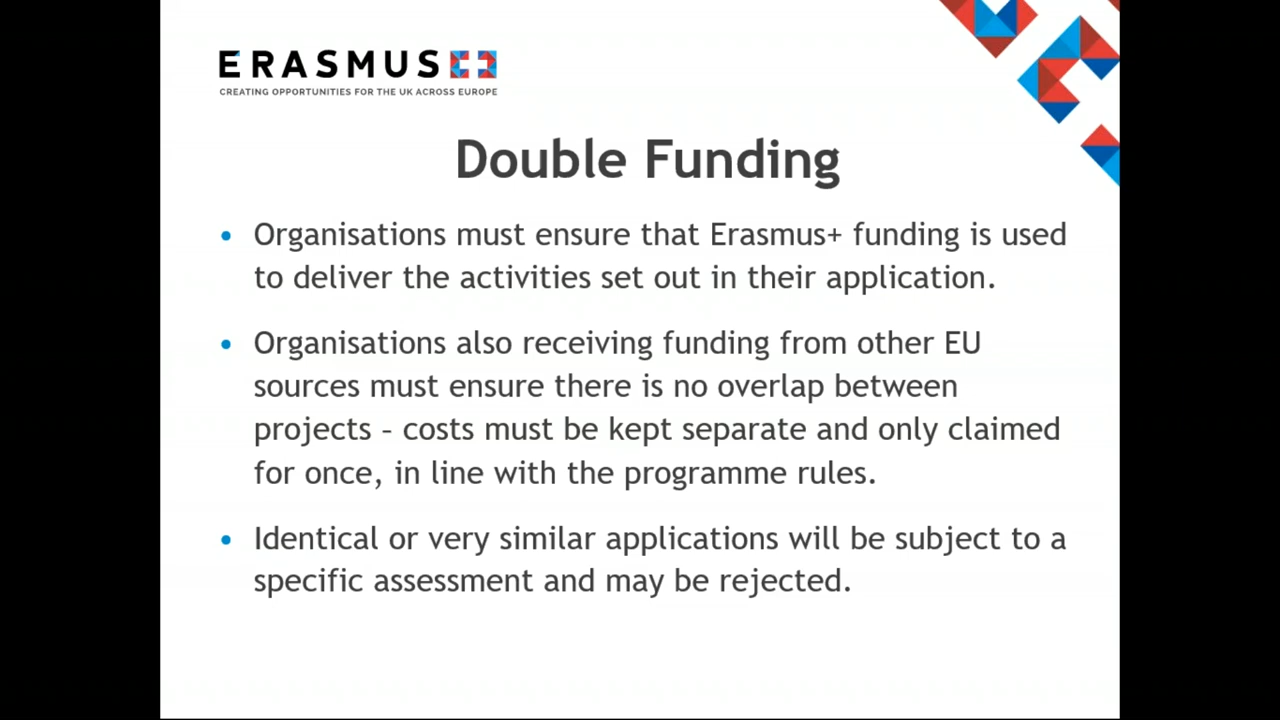 ERASMUS+
CREATING OPPORTUNITIES FOR THE UK ACROSS EUROPE
Double Funding
• Organisations must ensure that Erasmus+ funding is used
to deliver the activities set out in their application.
• Organisations also receiving funding from other EU
sources must ensure there is no overlap between
projects – costs must be kept separate and only claimed
for once, in line with the programme rules.
• Identical or very similar applications will be subject to a
specific assessment and may be rejected.